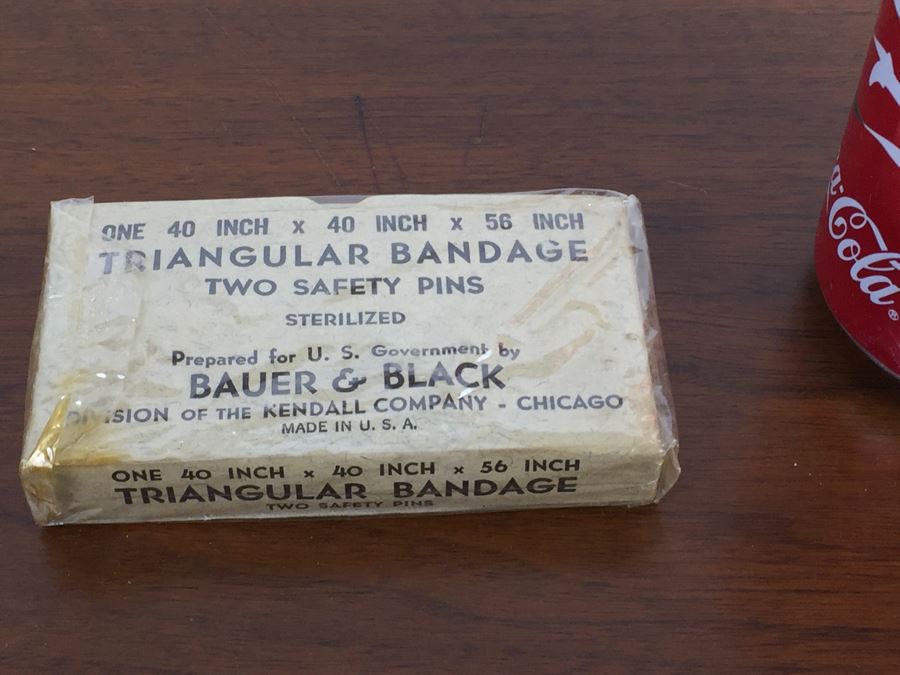 ONE 40 INCH x 40 INCH x 56 INCH
TRIANGULAR BANDAGE
TWO SAFETY PINS
STERILIZED
Prepared for U. S. Government by
BAUER & BLACK
DIVISION OF THE KENDALL COMPANY - CHICAGO
MADE IN U. S. A.
ONE 40 INCH x 40 INCH x 56 INCH
TRIANGULAR BANDAGE
TWO SAFETY PINS
Coca-Cola®